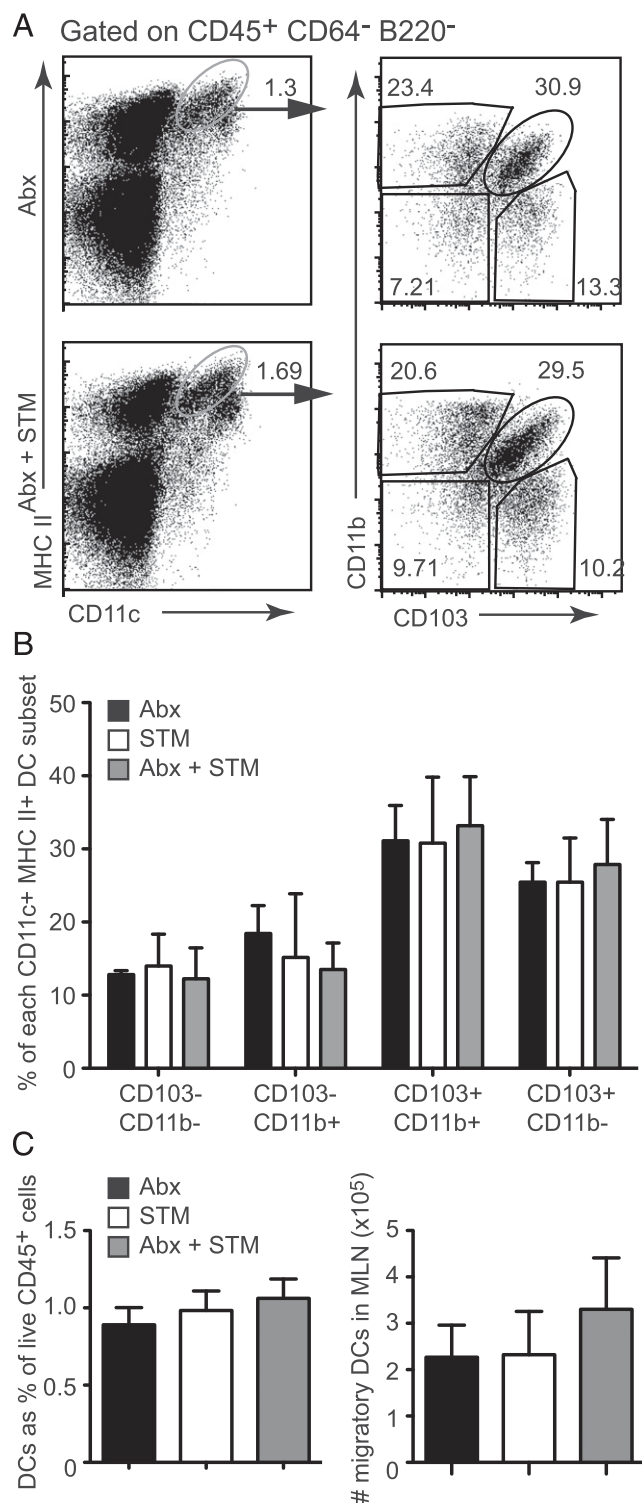 A Gated on CD45⁺ CD64⁻ B220⁻
Abx
1.3
23.4
30.9
7.21
13.3
Abx + STM
MHC II
1.69
CD11b
20.6
29.5
9.71
10.2
CD11c
CD103
B
% of each CD11c+ MHC II+ DC subset
50
40
30
20
10
0
Abx
STM
Abx + STM
CD103- CD103- CD103+ CD103+
CD11b- CD11b+ CD11b+ CD11b-
C
DCs as % of live CD45⁺ cells
1.5
1.0
0.5
0
Abx
STM
Abx + STM
# migratory DCs in MLN (x10⁵)
5
4
3
2
1
0